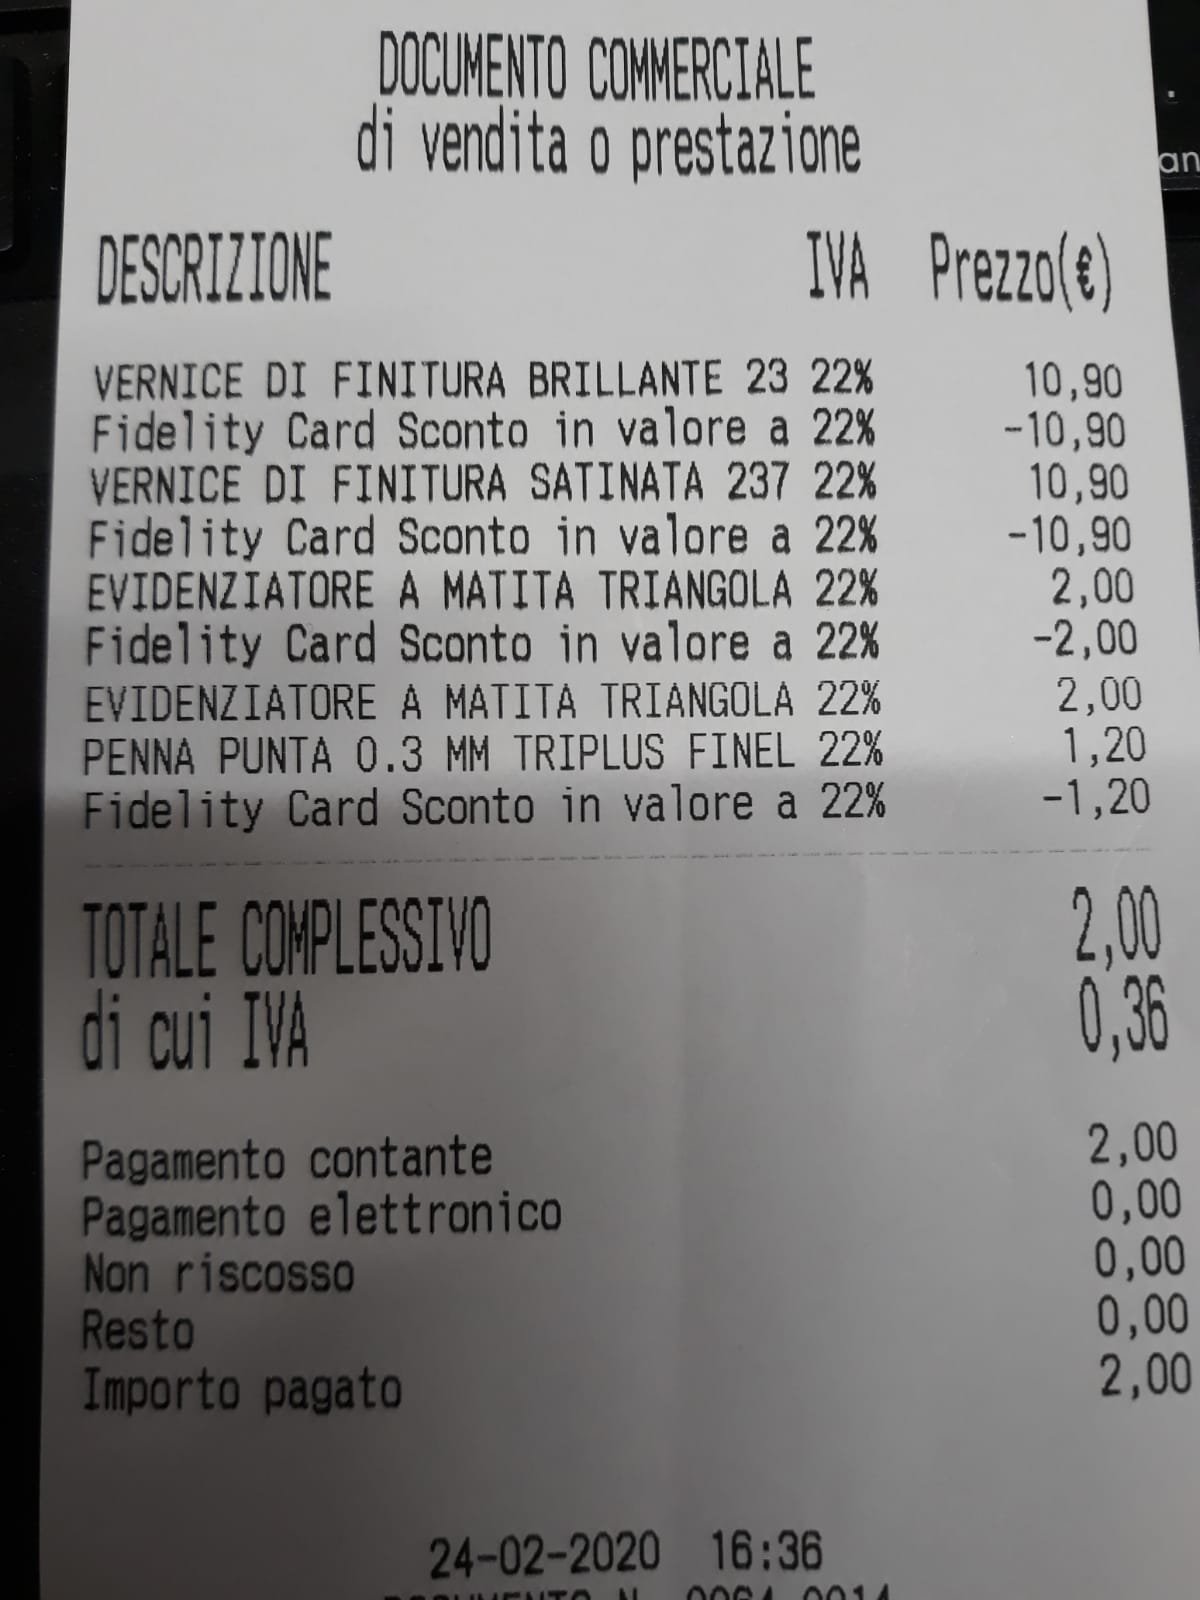 DOCUMENTO COMMERCIALE
di vendita o prestazione
DESCRIZIONE IVA Prezzo(€)
VERNICE DI FINITURA BRILLANTE 23 22% 10,90
Fidelity Card Sconto in valore a 22% -10,90
VERNICE DI FINITURA SATINATA 237 22% 10,90
Fidelity Card Sconto in valore a 22% -10,90
EVIDENZIATORE A MATITA TRIANGOLA 22% 2,00
Fidelity Card Sconto in valore a 22% -2,00
EVIDENZIATORE A MATITA TRIANGOLA 22% 2,00
PENNA PUNTA 0.3 MM TRIPLUS FINEL 22% 1,20
Fidelity Card Sconto in valore a 22% -1,20
TOTALE COMPLESSIVO 2,00
di cui IVA 0,36
Pagamento contante 2,00
Pagamento elettronico 0,00
Non riscosso 0,00
Resto 0,00
Importo pagato 2,00
24-02-2020 16:36
DOCUMENTO N. 0064-0014
an